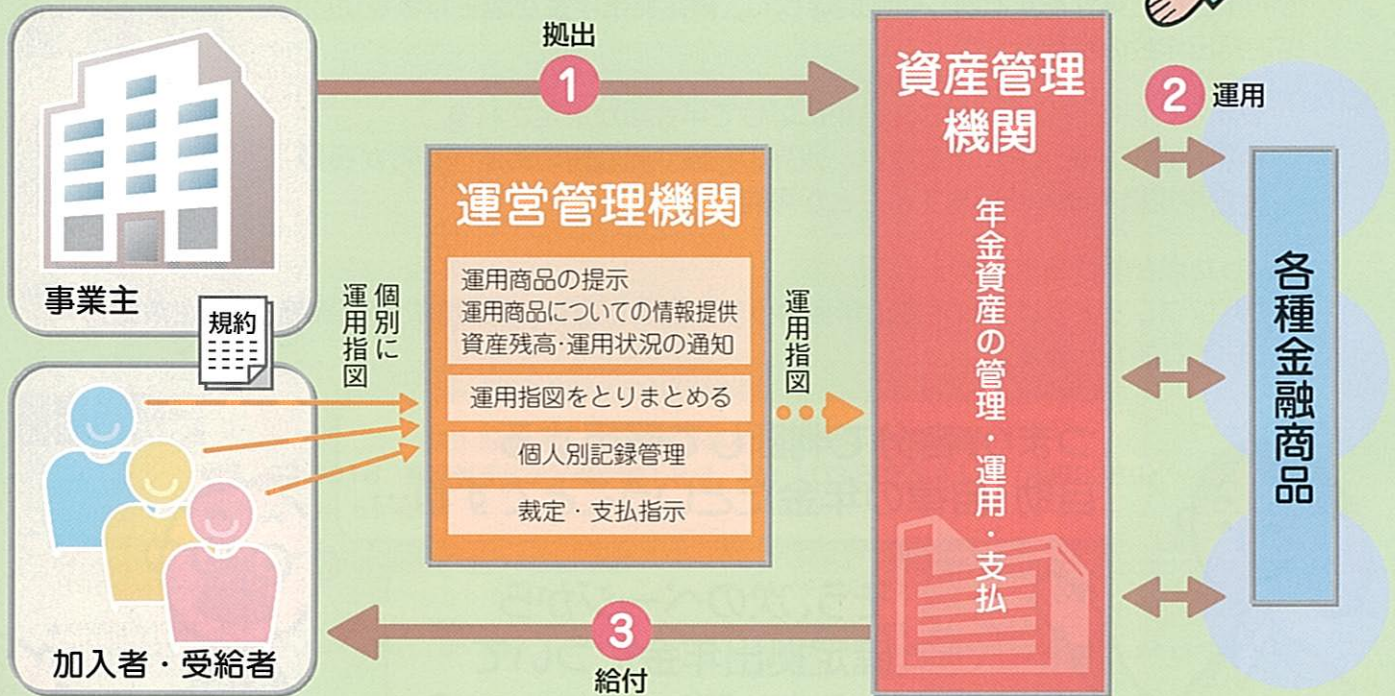 事業主
規約
加入者・受給者
拠出
1
個別に
運用指図
運営管理機関
運用商品の提示
運用商品についての情報提供
資産残高・運用状況の通知
運用指図をとりまとめる
個人別記録管理
裁定・支払指示
運用指図
資産管理
機関
年金資産の管理・運用・支払
2
運用
各種金融商品
3
給付